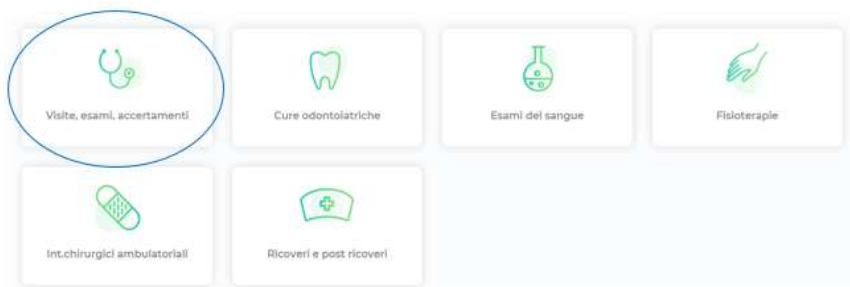 Visite, esami, accertamenti
Cure odontoiatriche
Esami del sangue
Fisioterapie
Int.chirurgici ambulatoriali
Ricoveri e post ricoveri